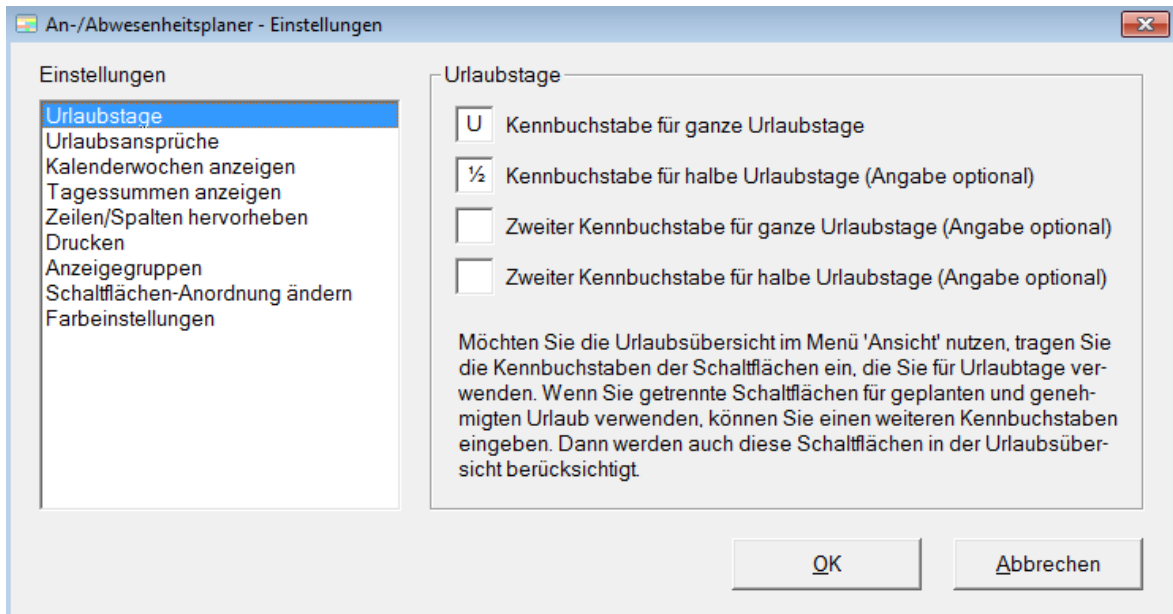 An-/Abwesenheitsplaner - Einstellungen
Einstellungen
Urlaubstage
Urlaubsansprüche
Kalenderwochen anzeigen
Tagessummen anzeigen
Zeilen/Spalten hervorheben
Drucken
Anzeigegruppen
Schaltflächen-Anordnung ändern
Farbeinstellungen
Urlaubstage
U Kennbuchstabe für ganze Urlaubstage
½ Kennbuchstabe für halbe Urlaubstage (Angabe optional)
Zweiter Kennbuchstabe für ganze Urlaubstage (Angabe optional)
Zweiter Kennbuchstabe für halbe Urlaubstage (Angabe optional)
Möchten Sie die Urlaubsübersicht im Menü 'Ansicht' nutzen, tragen Sie
die Kennbuchstaben der Schaltflächen ein, die Sie für Urlaubtage ver-
wenden. Wenn Sie getrennte Schaltflächen für geplanten und geneh-
migten Urlaub verwenden, können Sie einen weiteren Kennbuchstaben
eingeben. Dann werden auch diese Schaltflächen in der Urlaubsüber-
sicht berücksichtigt.
OK
Abbrechen